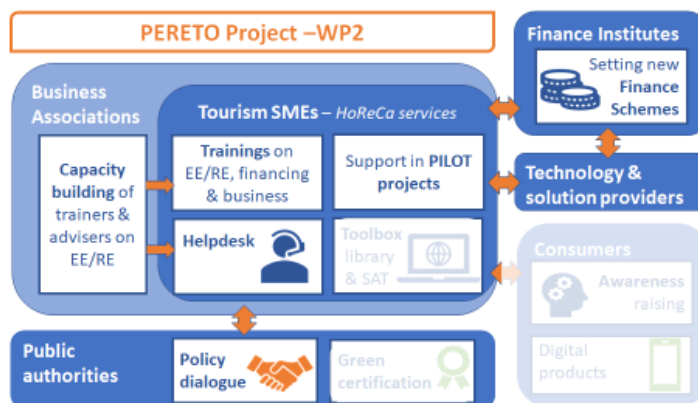 PERETO Project –WP2
Finance Institutes
Setting new
Finance
Schemes
Business
Associations
Tourism SMEs – HoReCa services
Capacity
building of
trainers &
advisers on
EE/RE
Trainings on
EE/RE, financing
& business
Support in PILOT
projects
Technology &
solution providers
Helpdesk
Toolbox
library
& SAT
Consumers
Awareness
raising
Digital
products
Public
authorities
Policy
dialogue
Green
certification